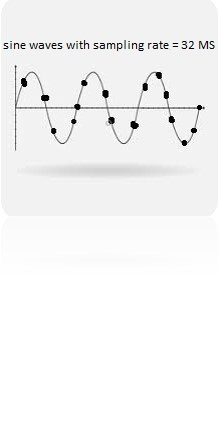 sine waves with sampling rate = 32 MS